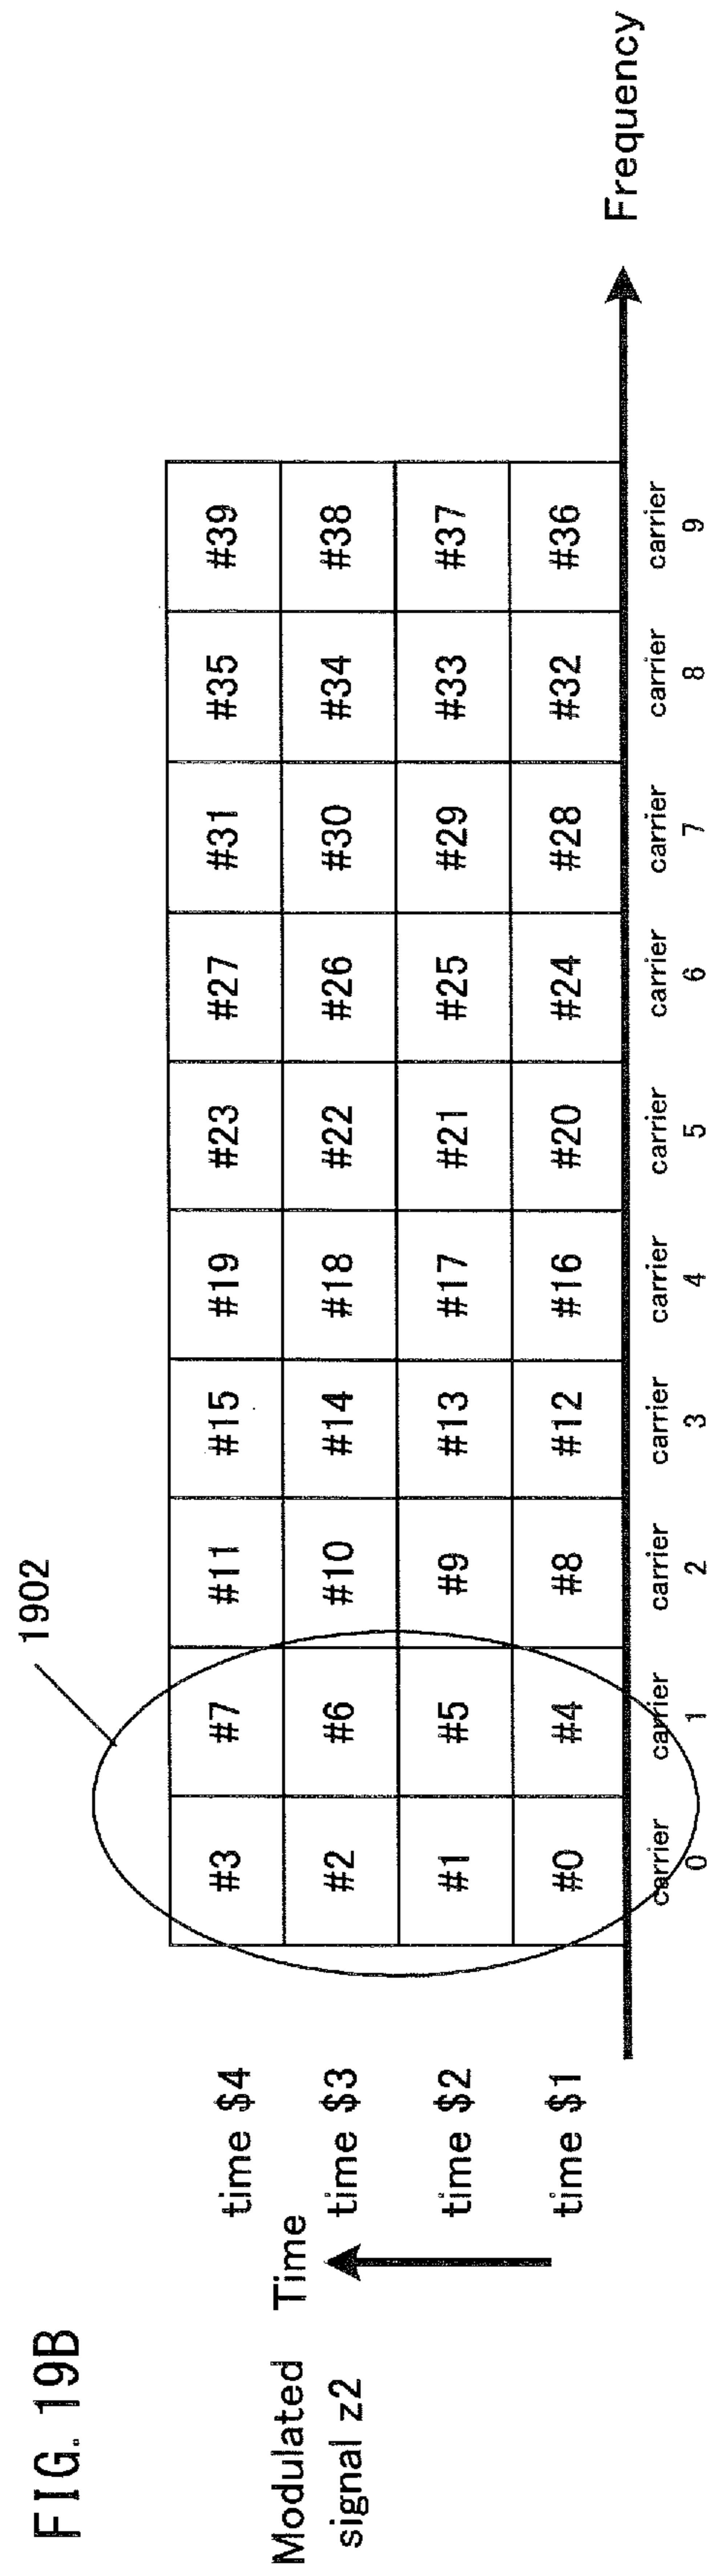 FIG. 19B
1902
Modulated
signal z2
Time
time $4
#3 #7 #11 #15 #19 #23 #27 #31 #35 #39
time $3
#2 #6 #10 #14 #18 #22 #26 #30 #34 #38
time $2
#1 #5 #9 #13 #17 #21 #25 #29 #33 #37
time $1
#0 #4 #8 #12 #16 #20 #24 #28 #32 #36
Frequency
carrier carrier carrier carrier carrier carrier carrier carrier carrier carrier
0 1 2 3 4 5 6 7 8 9